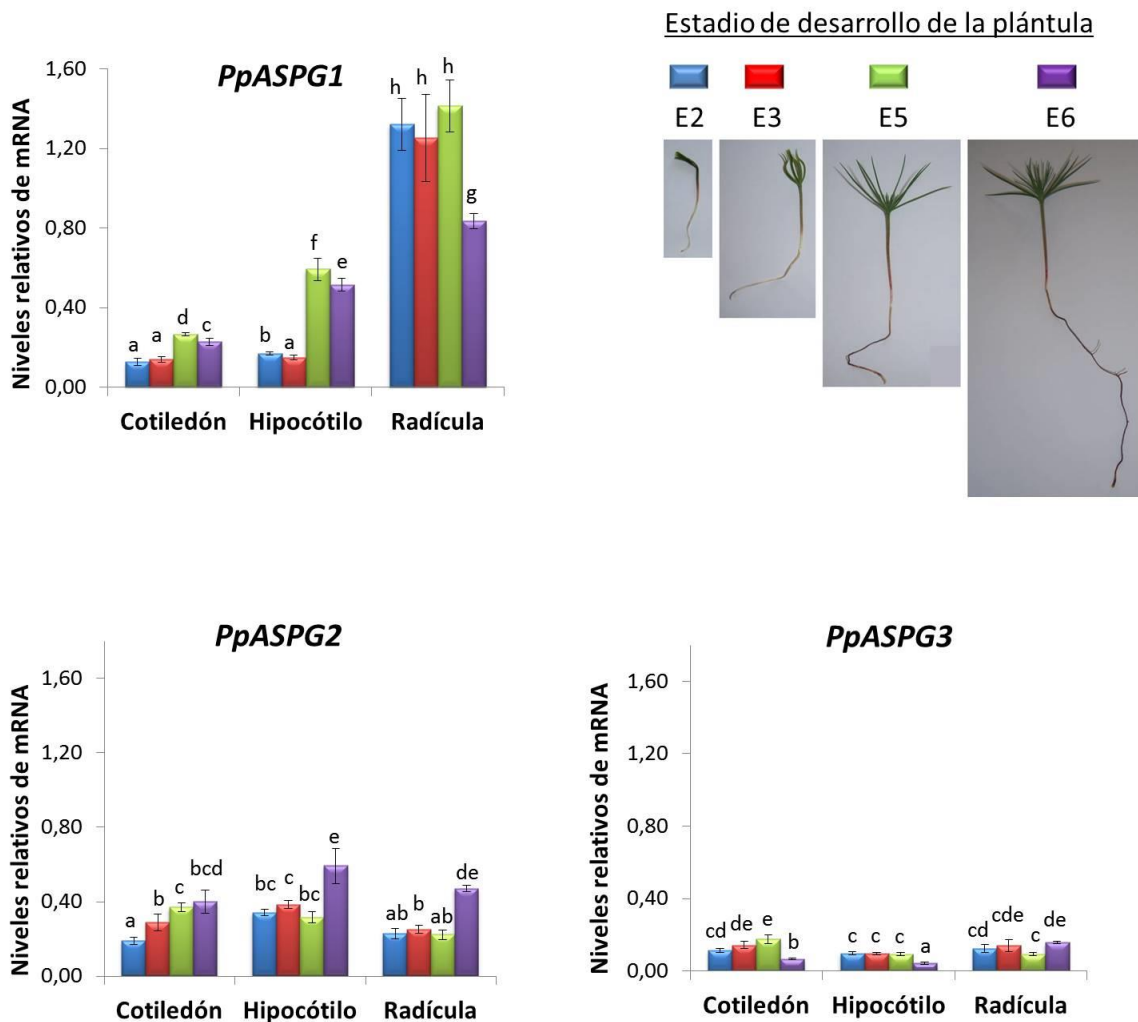 Estadio de desarrollo de la plántula
E2 E3 E5 E6
PpASPG1
Niveles relativos de mRNA
1,60
1,20
0,80
0,40
0,00
a a d c b a f e h h h g
Cotiledón Hipocótilo Radícula
PpASPG2
Niveles relativos de mRNA
1,60
1,20
0,80
0,40
0,00
a b c bcd bc c bc e ab b ab de
Cotiledón Hipocótilo Radícula
PpASPG3
Niveles relativos de mRNA
1,60
1,20
0,80
0,40
0,00
cd de e b c c c a cd cde c de
Cotiledón Hipocótilo Radícula